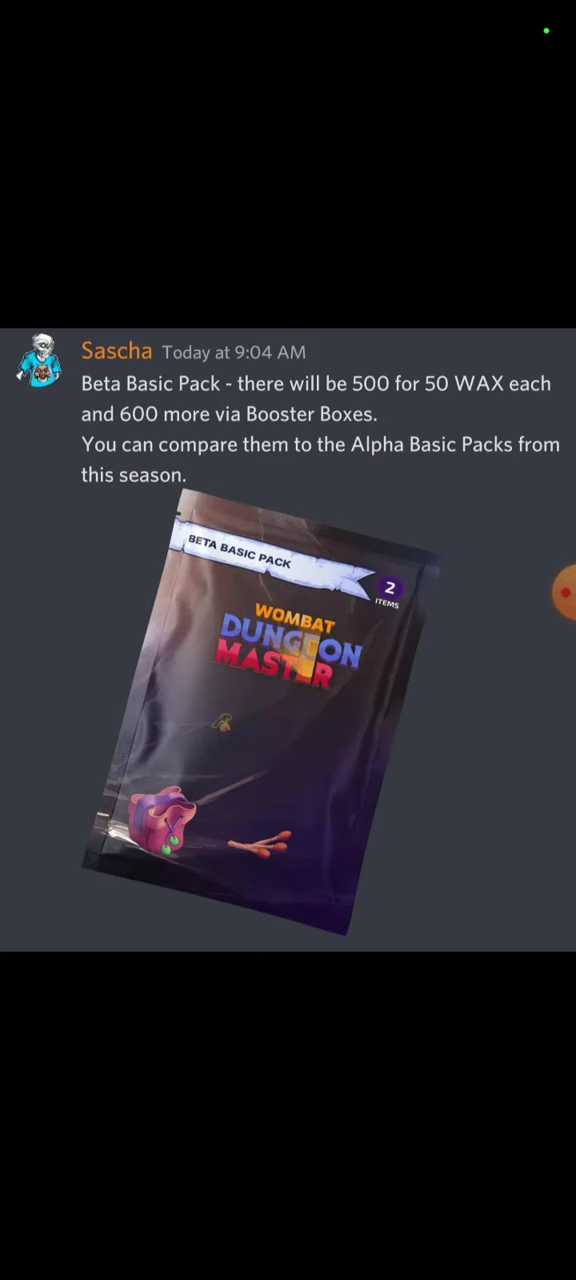 Sascha Today at 9:04 AM
Beta Basic Pack - there will be 500 for 50 WAX each
and 600 more via Booster Boxes.
You can compare them to the Alpha Basic Packs from
this season.
BETA BASIC PACK
2
ITEMS
WOMBAT
DUNGEON
MASTER